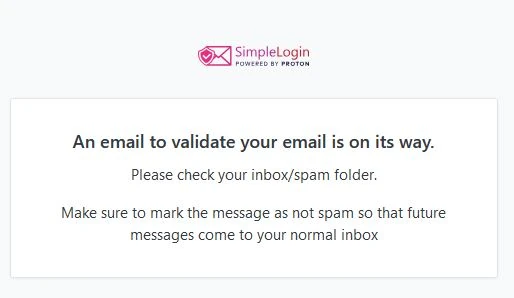 SimpleLogin
POWERED BY PROTON
An email to validate your email is on its way.
Please check your inbox/spam folder.
Make sure to mark the message as not spam so that future
messages come to your normal inbox